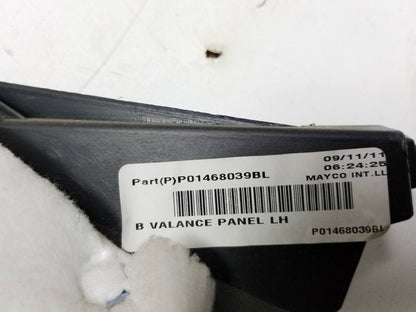 Part(P)P01468039BL
09/11/11
06:24:25
MAYCO INT.LL
B VALANCE PANEL LH
P01468039BL